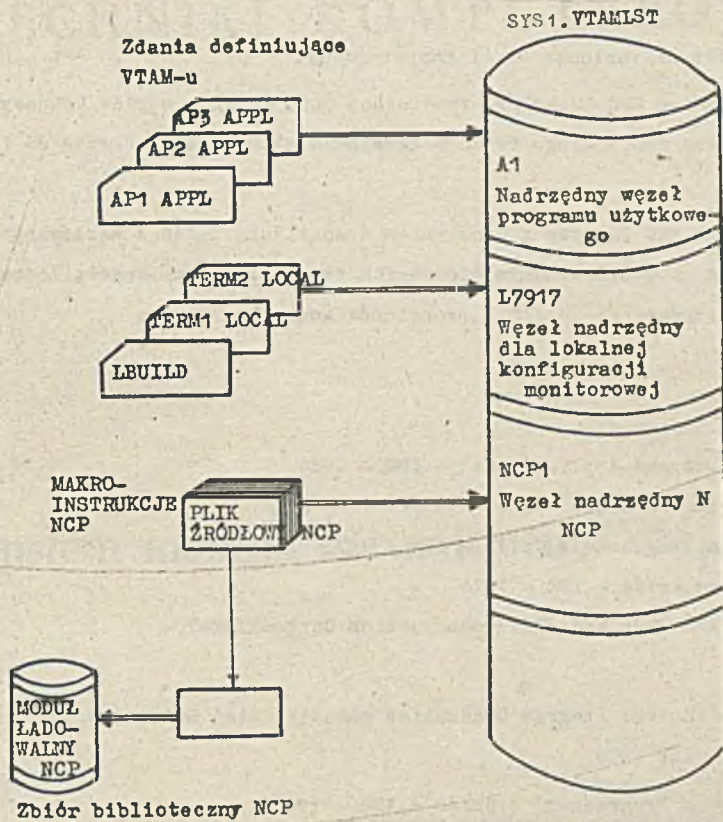 SYS1.VTAMLST
Zdania definiujące
VTAM-u
AP3 APPL
AP2 APPL
AP1 APPL
A1
Nadrzędny węzeł
programu użytkowe-
go
TERM2 LOCAL
TERM1 LOCAL
LBUILD
L7917
Węzeł nadrzędny
dla lokalnej
konfiguracji
monitorowej
MAKRO-
INSTRUKCJE
NCP
PLIK
ŹRÓDŁOWY NCP
NCP1
Węzeł nadrzędny N
NCP
MODUŁ
ŁADO-
WALNY
NCP
Zbiór biblioteczny NCP